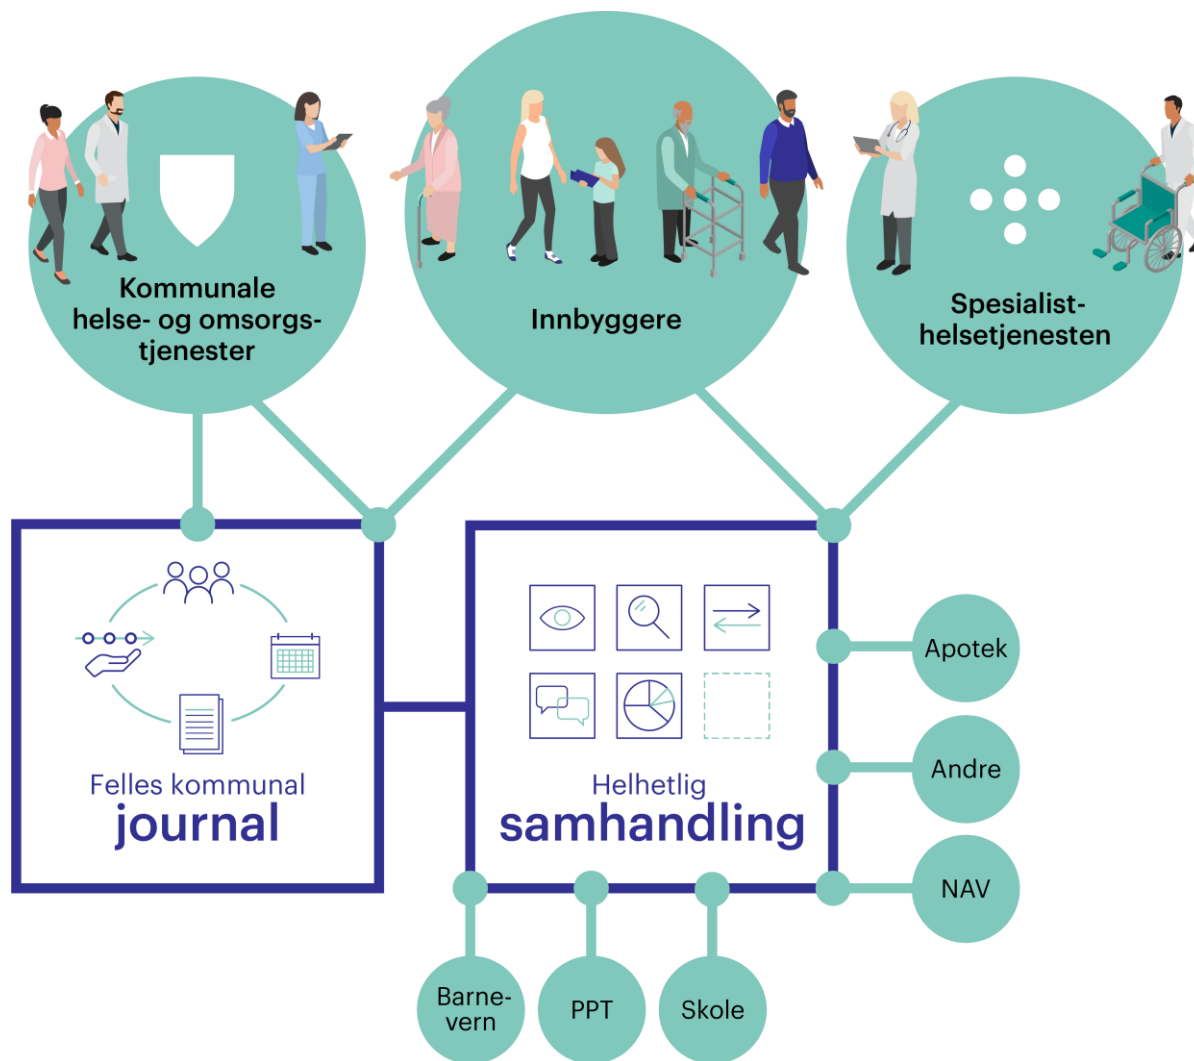 Kommunale
helse- og omsorgs-
tjenester
Innbyggere
Spesialist-
helsetjenesten
Felles kommunal
journal
Helhetlig
samhandling
Apotek
Andre
NAV
Barne-
vern
PPT
Skole